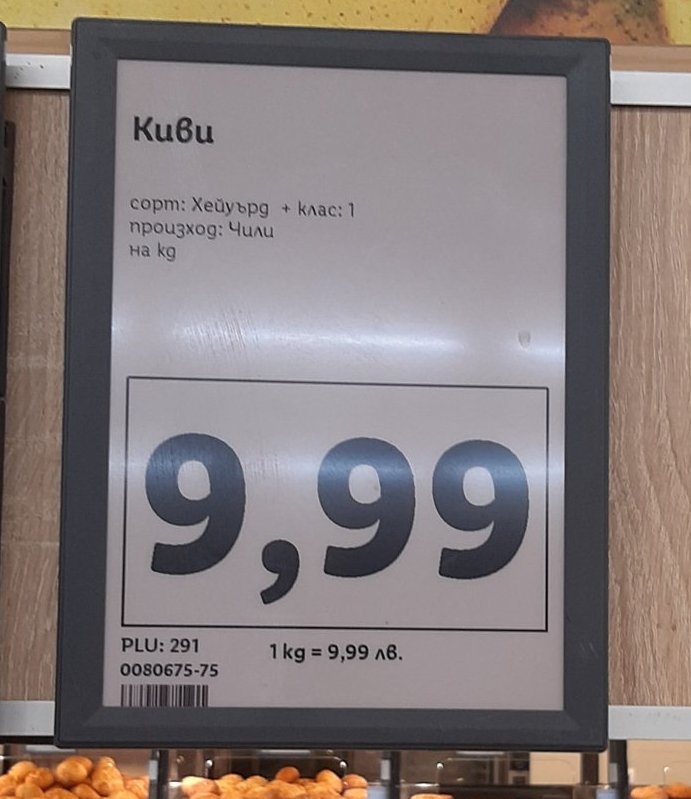 Киви
сорт: Хейуърд + клас: 1
произход: Чили
на kg
9,99
PLU: 291
1 kg = 9,99 лв.
0080675-75